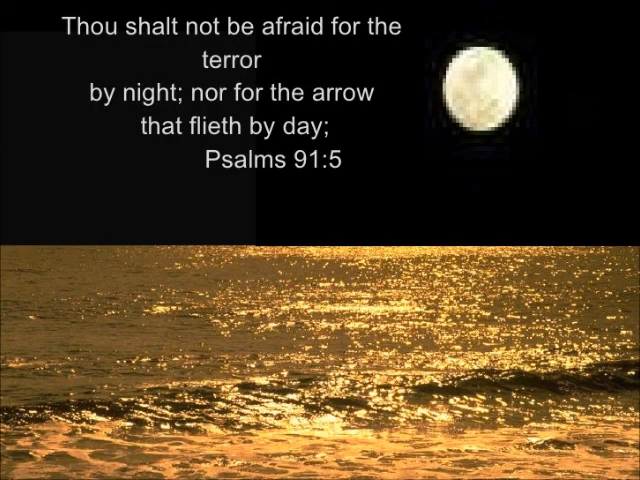 Thou shalt not be afraid for the
terror
by night; nor for the arrow
that flieth by day;
Psalms 91:5